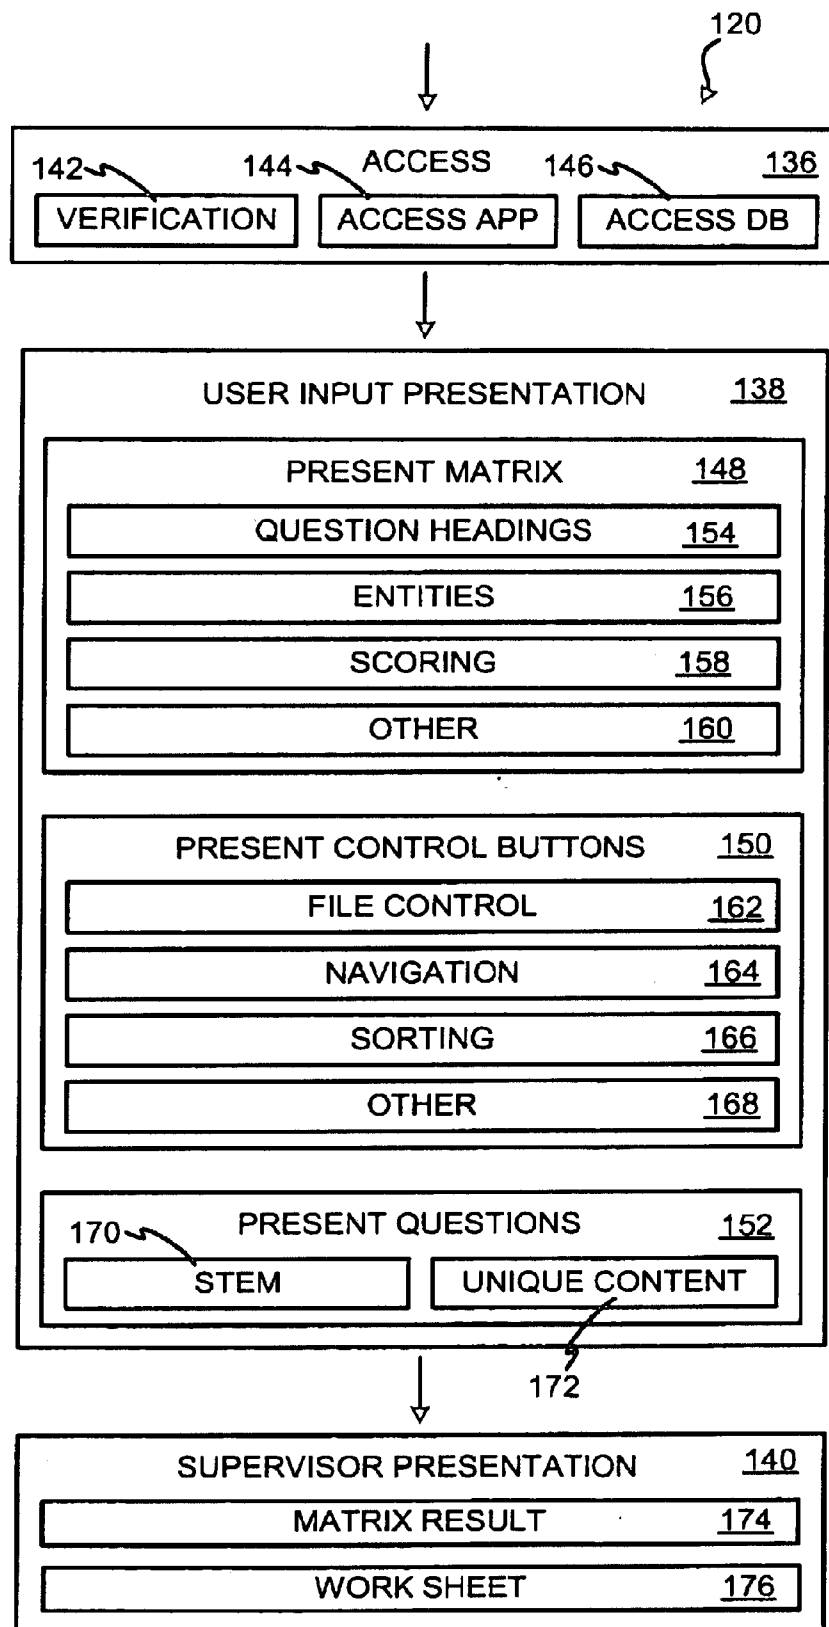 120
ACCESS 136
142 144 146
VERIFICATION ACCESS APP ACCESS DB
USER INPUT PRESENTATION 138
PRESENT MATRIX 148
QUESTION HEADINGS 154
ENTITIES 156
SCORING 158
OTHER 160
PRESENT CONTROL BUTTONS 150
FILE CONTROL 162
NAVIGATION 164
SORTING 166
OTHER 168
PRESENT QUESTIONS 152
170
STEM UNIQUE CONTENT
172
SUPERVISOR PRESENTATION 140
MATRIX RESULT 174
WORK SHEET 176